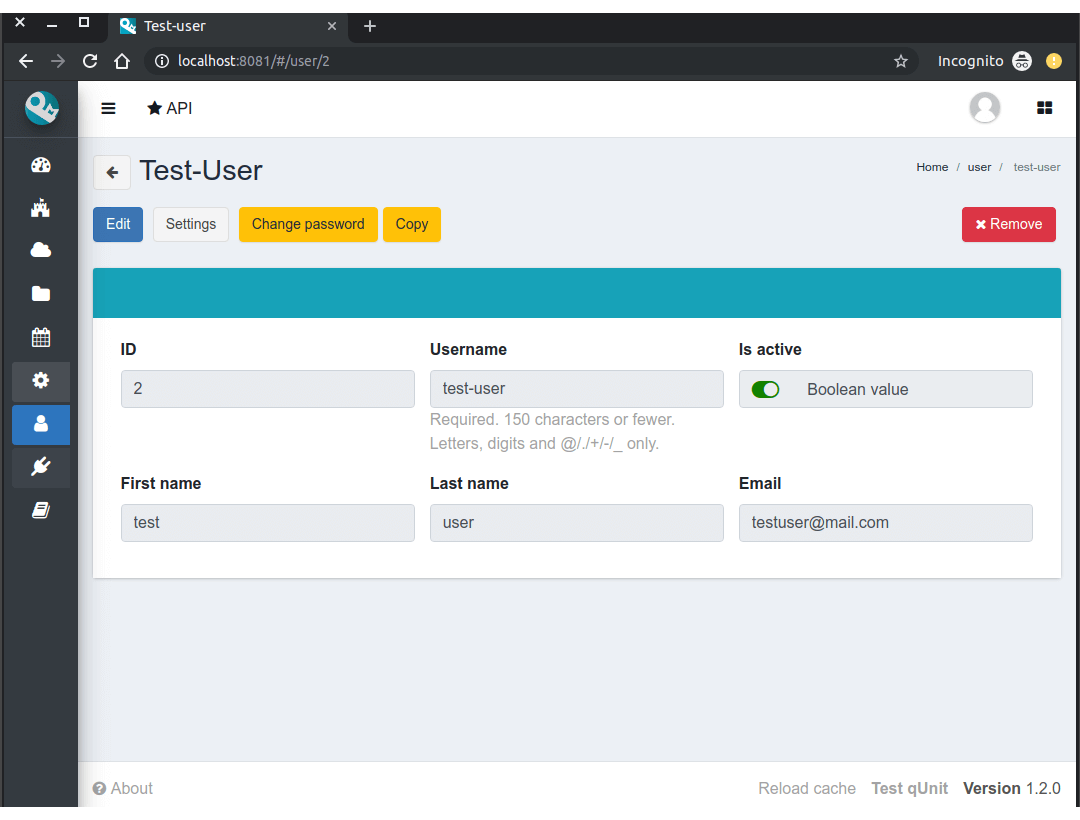 Test-user
localhost:8081/#/user/2
Incognito
API
Test-User
Home / user / test-user
Edit
Settings
Change password
Copy
Remove
ID
Username
Is active
2
test-user
Boolean value
Required. 150 characters or fewer.
Letters, digits and @/./+/-/_ only.
First name
Last name
Email
test
user
testuser@mail.com
About
Reload cache
Test qUnit
Version 1.2.0